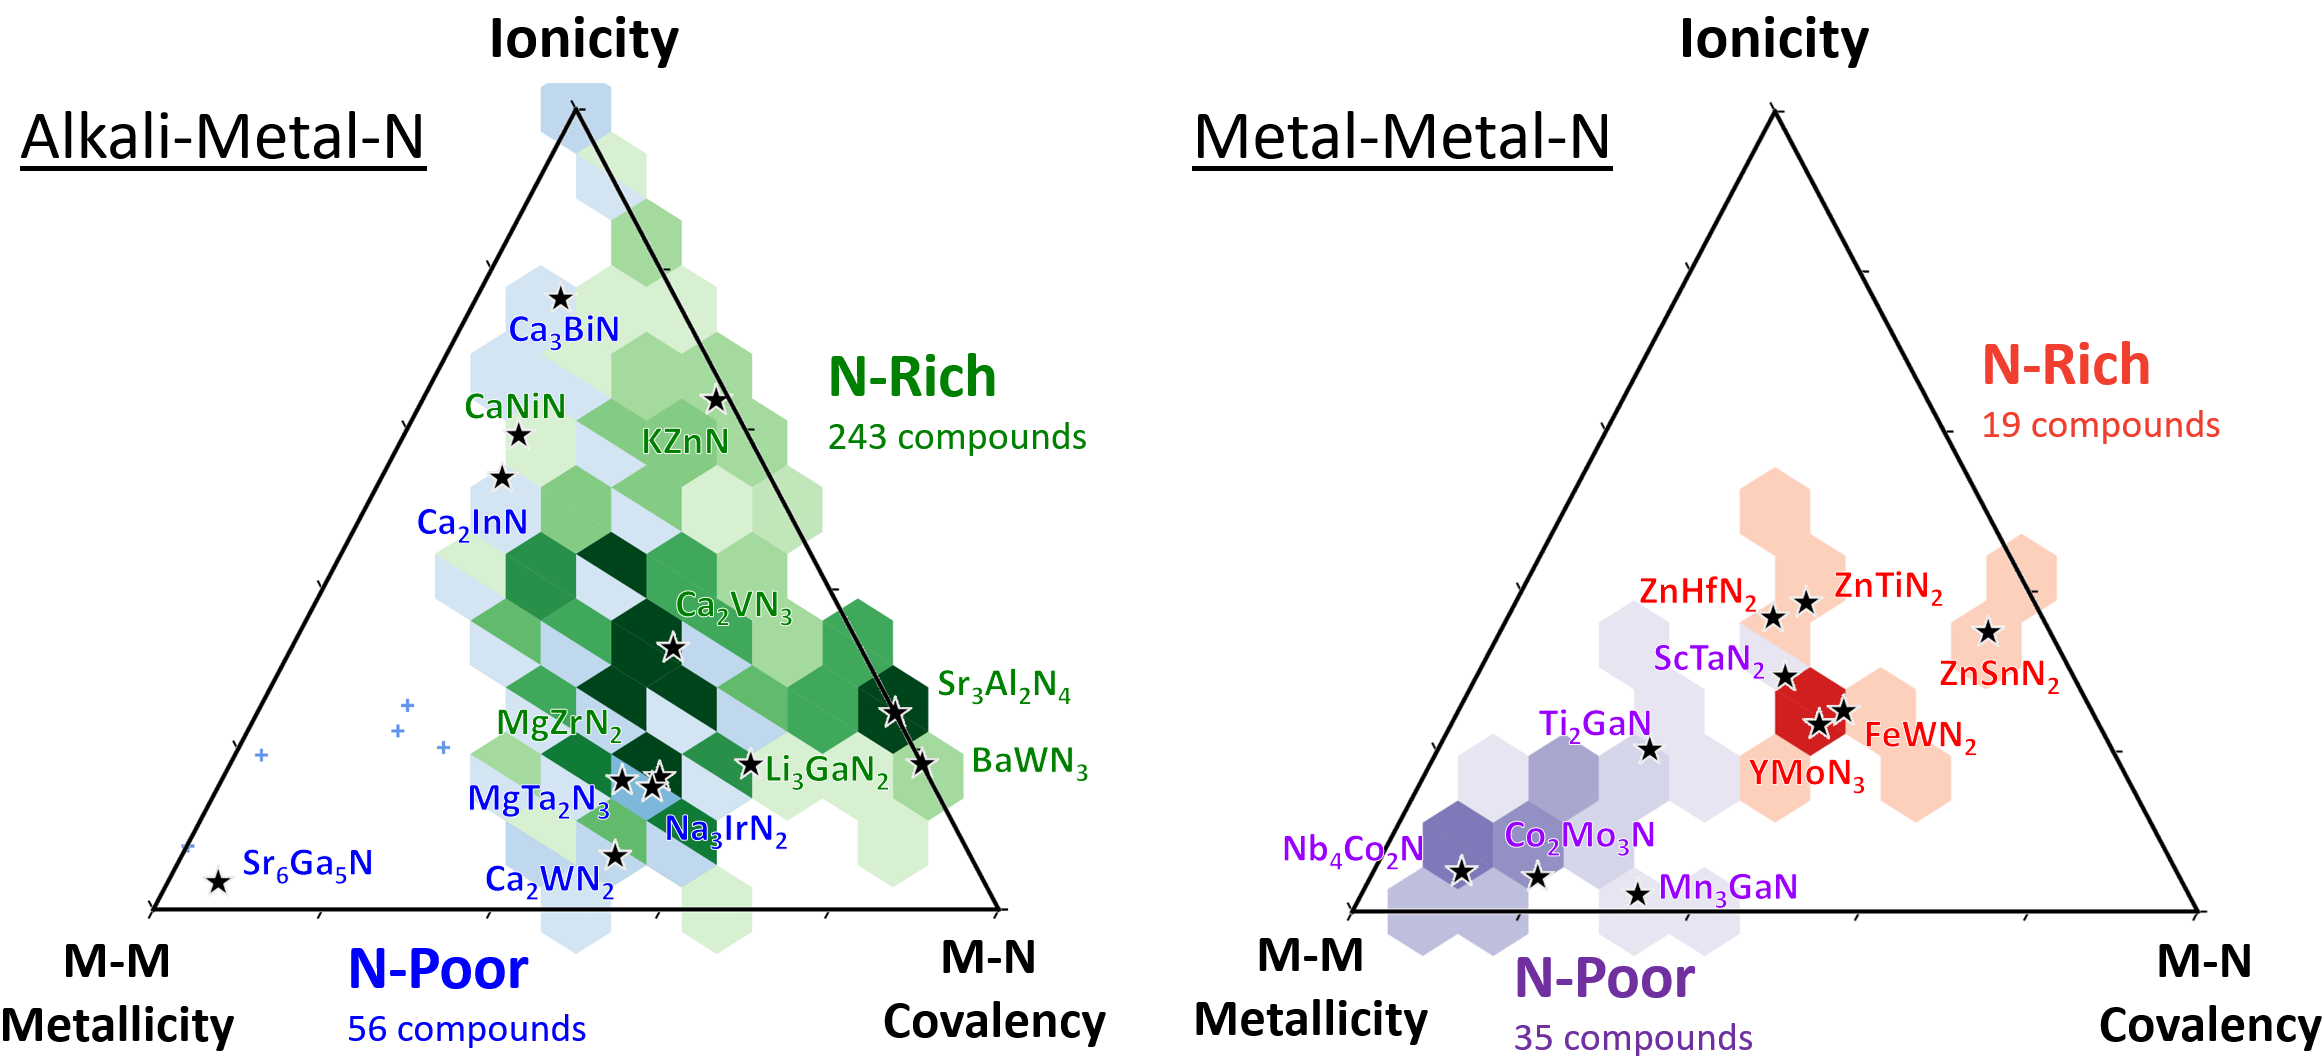 Ionicity
Alkali-Metal-N
Ca₃BiN
CaNiN
KZnN
Ca₂InN
N-Rich
243 compounds
Ca₂VN₃
Sr₃Al₂N₄
MgZrN₂
Li₃GaN₂
BaWN₃
MgTa₂N₃
Na₃IrN₂
Sr₆Ga₅N
Ca₂WN₂
M-M
Metallicity
N-Poor
56 compounds
M-N
Covalency
Ionicity
Metal-Metal-N
N-Rich
19 compounds
ZnHfN₂
ZnTiN₂
ScTaN₂
ZnSnN₂
Ti₂GaN
FeWN₂
YMoN₃
Nb₄Co₂N
Co₂Mo₃N
Mn₃GaN
M-M
Metallicity
N-Poor
35 compounds
M-N
Covalency